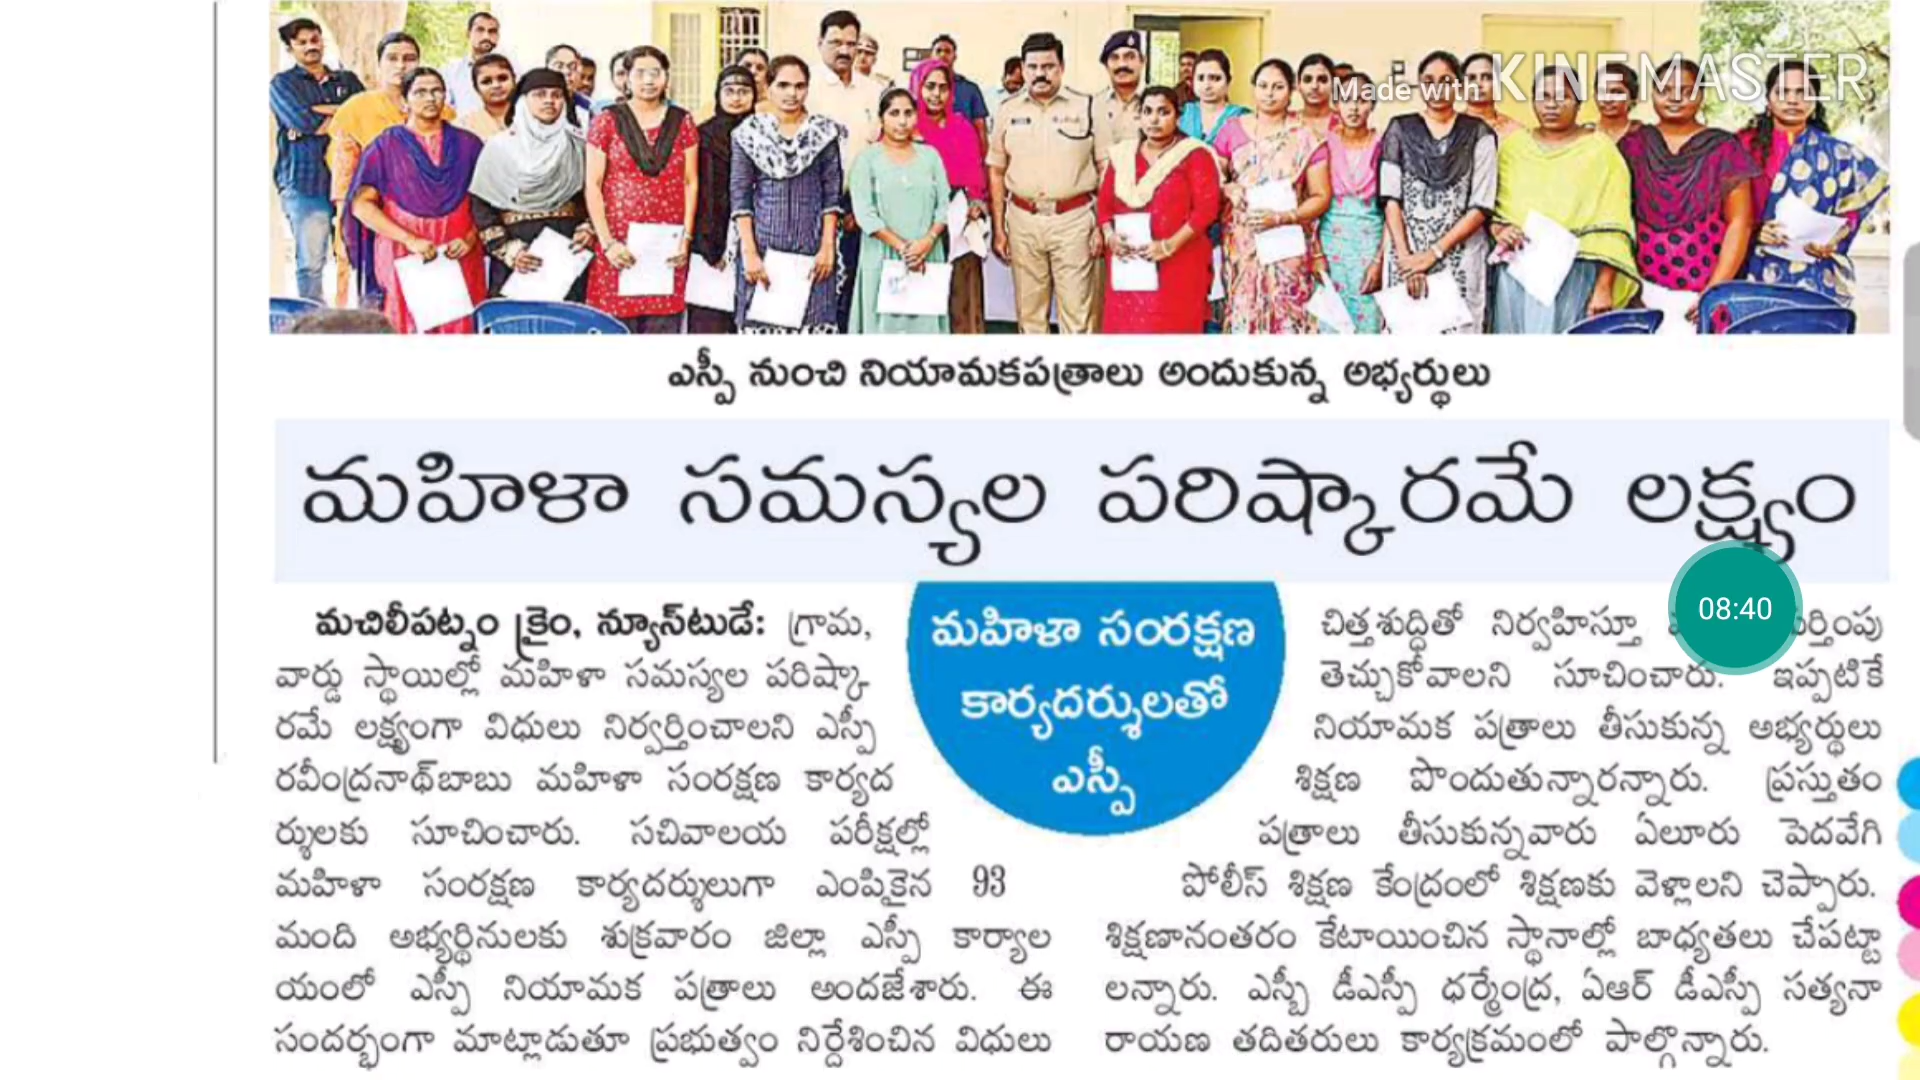 Made with KINEMASTER
ఎస్పీ నుంచి నియామకపత్రాలు అందుకున్న అభ్యర్థులు
మహిళా సమస్యల పరిష్కారమే లక్ష్యం
మహిళా సంరక్షణ
కార్యదర్శులతో
ఎస్పీ
మచిలీపట్నం క్రైం, న్యూస్‌టుడే: గ్రామ,
వార్డు స్థాయిల్లో మహిళా సమస్యల పరిష్కా
రమే లక్ష్యంగా విధులు నిర్వర్తించాలని ఎస్పీ
రవీంద్రనాథ్‌బాబు మహిళా సంరక్షణ కార్యద
ర్శులకు సూచించారు. సచివాలయ పరీక్షల్లో
మహిళా సంరక్షణ కార్యదర్శులుగా ఎంపికైన 93
మంది అభ్యర్థినులకు శుక్రవారం జిల్లా ఎస్పీ కార్యాల
యంలో ఎస్పీ నియామక పత్రాలు అందజేశారు. ఈ
సందర్భంగా మాట్లాడుతూ ప్రభుత్వం నిర్దేశించిన విధులు
చిత్తశుద్ధితో నిర్వహిస్తూ
తెచ్చుకోవాలని సూచించారు. ఇప్పటికే
నియామక పత్రాలు తీసుకున్న అభ్యర్థులు
శిక్షణ పొందుతున్నారన్నారు. ప్రస్తుతం
పత్రాలు తీసుకున్నవారు ఏలూరు పెదవేగి
పోలీస్ శిక్షణ కేంద్రంలో శిక్షణకు వెళ్లాలని చెప్పారు.
శిక్షణానంతరం కేటాయించిన స్థానాల్లో బాధ్యతలు చేపట్టా
లన్నారు. ఎస్బీ డీఎస్పీ ధర్మేంద్ర, ఏఆర్ డీఎస్పీ సత్యనా
రాయణ తదితరులు కార్యక్రమంలో పాల్గొన్నారు.
08:40